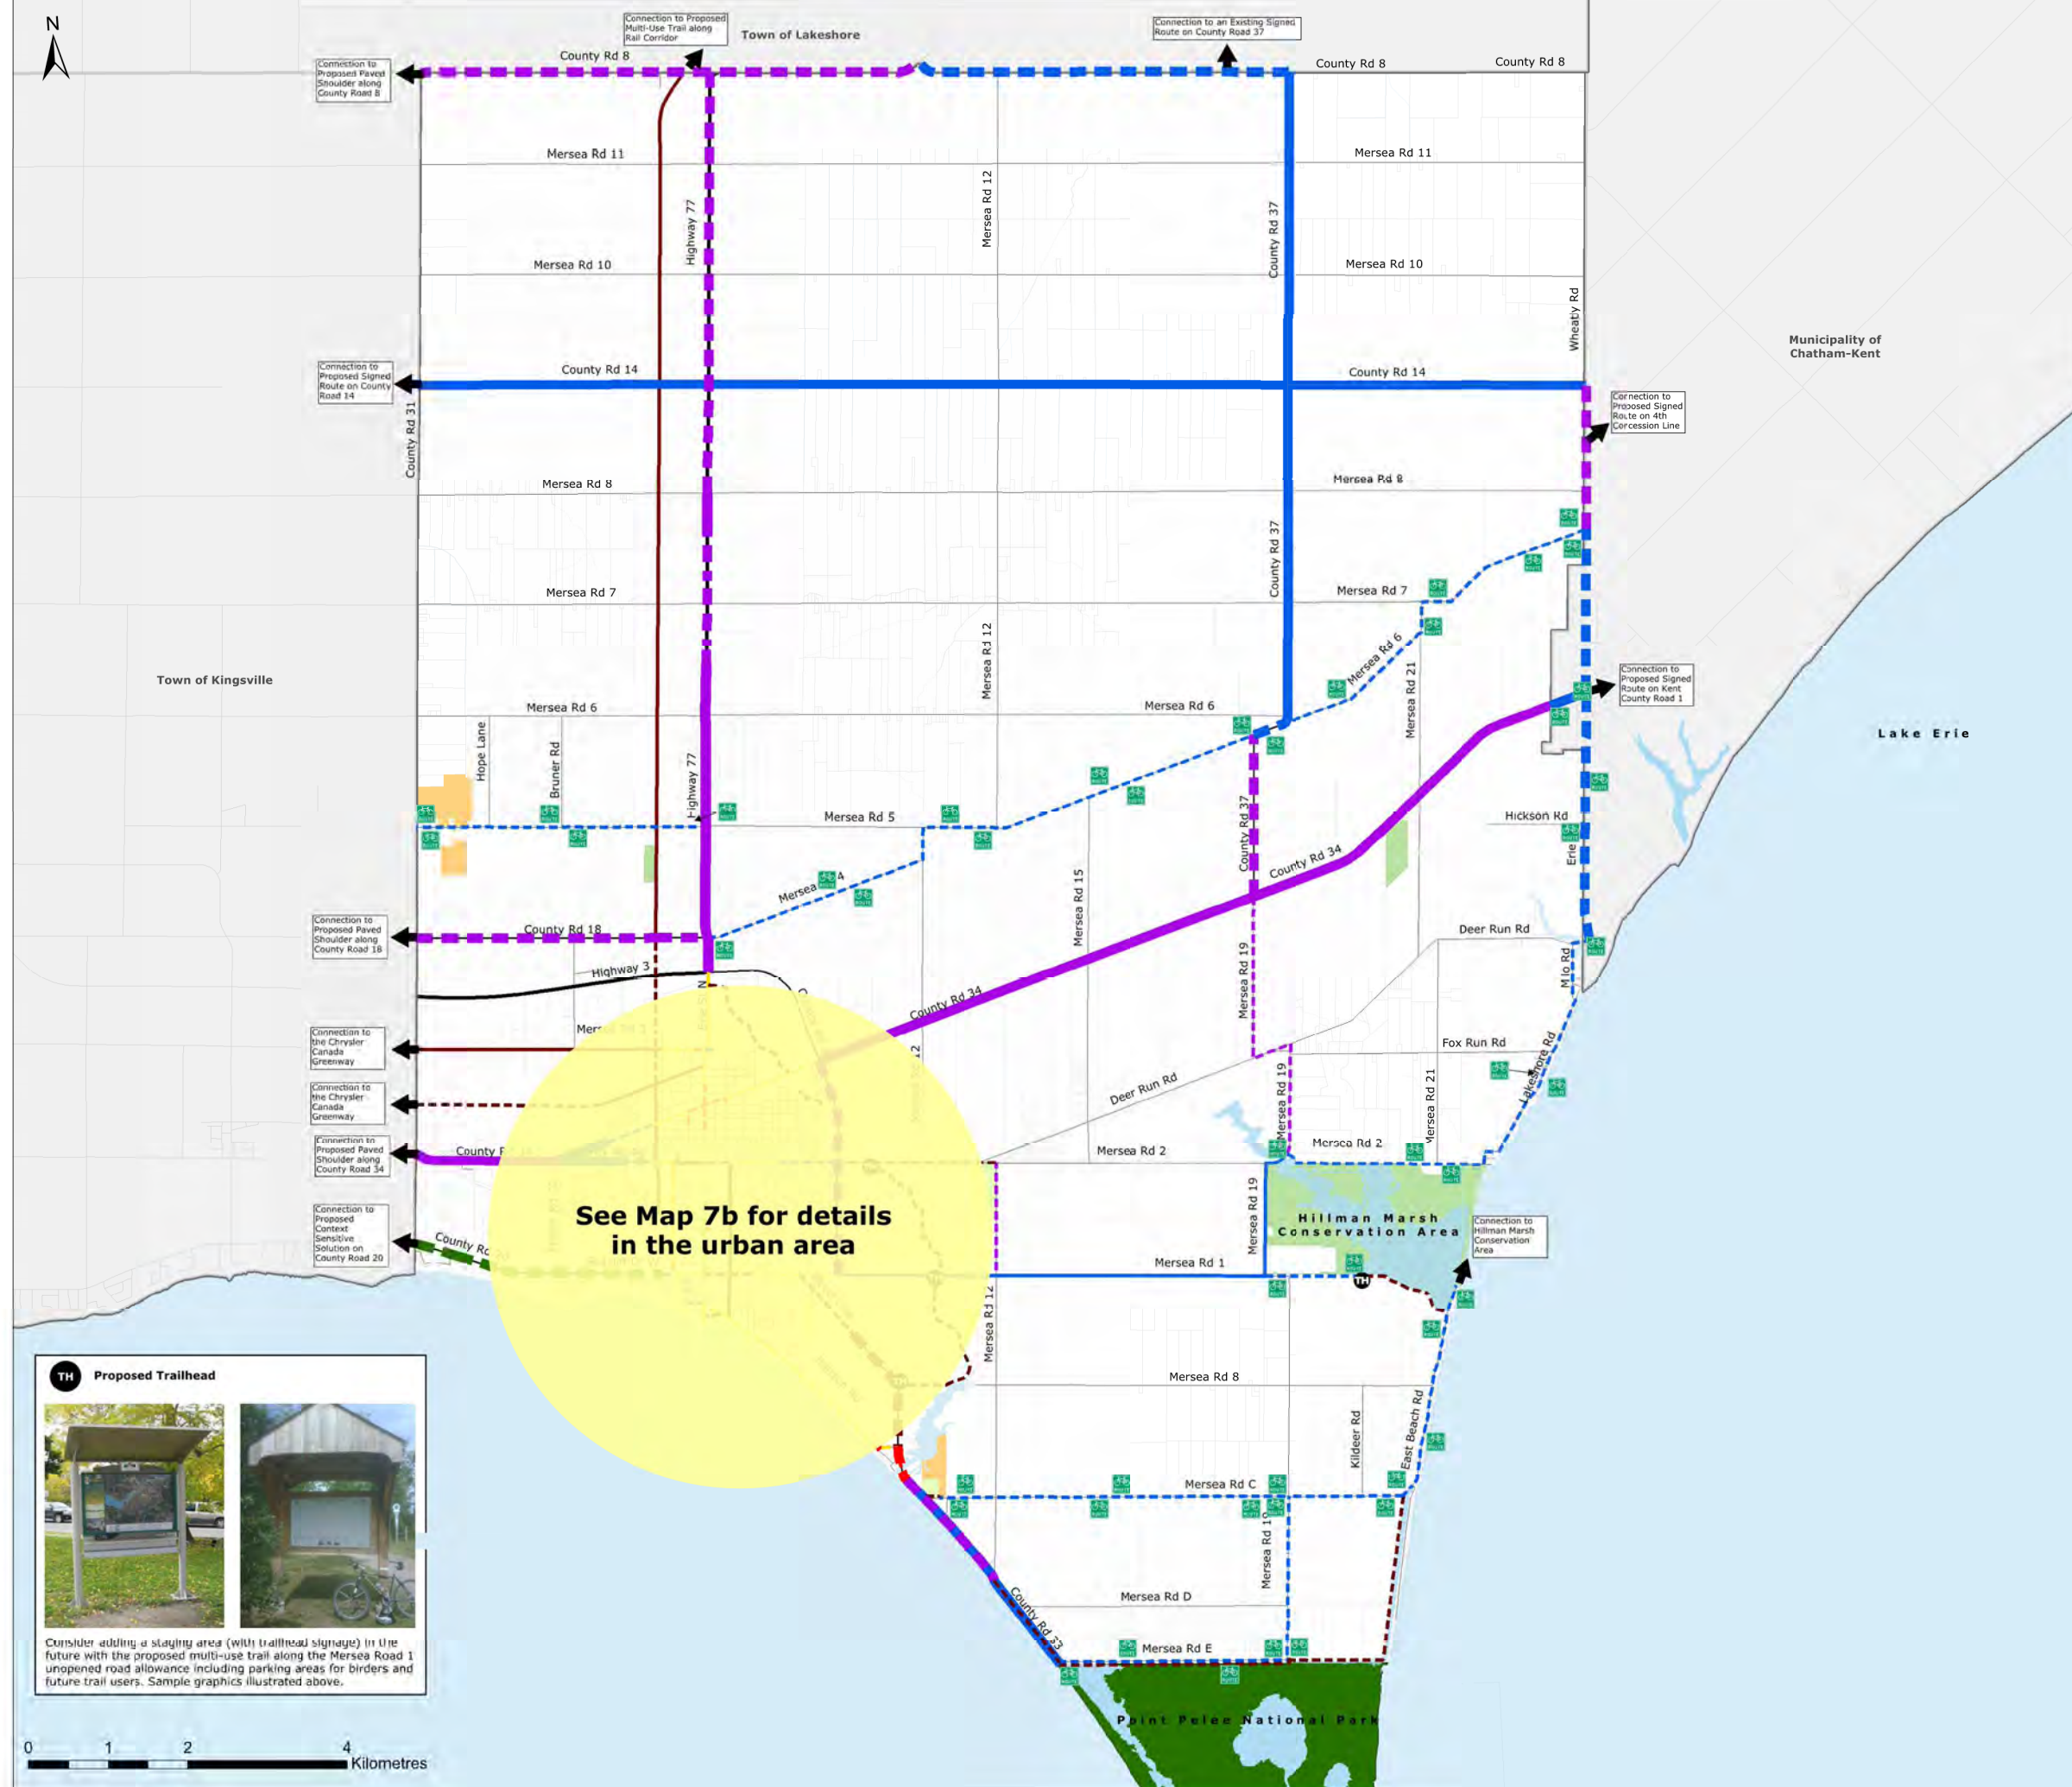 N
Connection to Proposed
Multi-Use Trail along
Rail Corridor
Town of Lakeshore
Connection to an Existing Signed
Route on County Road 37
County Rd 8
County Rd 8
County Rd 8
Connection to
Proposed Paved
Shoulder along
County Road 8
Mersea Rd 11
Mersea Rd 11
Highway 77
Mersea Rd 12
County Rd 37
Mersea Rd 10
Mersea Rd 10
Wheatly Rd
Municipality of
Chatham-Kent
Connection to
Proposed Signed
Route on County
Road 14
County Rd 14
County Rd 14
County Rd 31
Connection to
Proposed Signed
Route on 4th
Concession Line
Mersea Rd 8
Mersea Rd 8
County Rd 37
Mersea Rd 7
Mersea Rd 7
Mersea Rd 12
Mersea Rd 6
Mersea Rd 21
Town of Kingsville
Connection to
Proposed Signed
Route on Kent
County Road 1
Mersea Rd 6
Mersea Rd 6
Lake Erie
Hope Lane
Bruner Rd
Highway 77
Mersea Rd 5
County Rd 37
Hickson Rd
Erie
County Rd 34
Mersea 4
Mersea Rd 15
Connection to
Proposed Paved
Shoulder along
County Road 18
County Rd 18
Deer Run Rd
Highway 3
Mersea Rd 19
County Rd 34
Connection to
the Chrysler
Canada
Greenway
Fox Run Rd
Lakeshore Rd
Connection to
the Chrysler
Canada
Greenway
Deer Run Rd
Mersea Rd 19
Mersea Rd 21
Connection to
Proposed Paved
Shoulder along
County Road 34
County R
Mersea Rd 2
Mersea Rd 2
Connection to
Proposed
Context
Sensitive
Solution on
County Road 20
County Rd
See Map 7b for details
in the urban area
Mersea Rd 19
Hillman Marsh
Conservation Area
Connection to
Hillman Marsh
Conservation
Area
Mersea Rd 1
TH
Mersea Rd 12
Mersea Rd 8
Kildeer Rd
East Beach Rd
Mersea Rd C
Mersea Rd 19
Mersea Rd D
County Rd 33
Mersea Rd E
Point Pelee National Park
TH Proposed Trailhead
Consider adding a staging area (with trailhead signage) in the
future with the proposed multi-use trail along the Mersea Road 1
unopened road allowance including parking areas for birders and
future trail users. Sample graphics illustrated above.
0 1 2 4
Kilometres